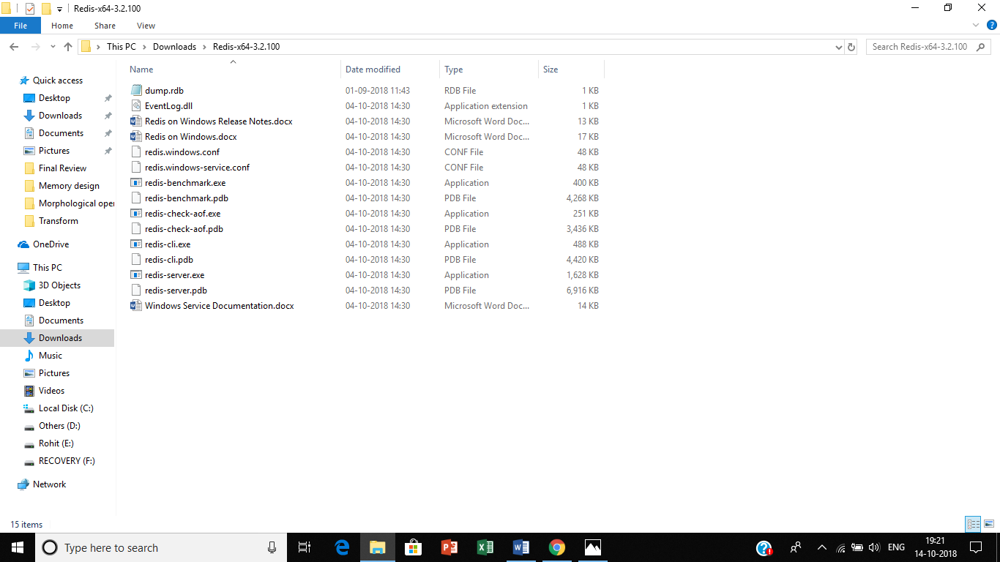 Redis-x64-3.2.100
File Home Share View
This PC Downloads Redis-x64-3.2.100 Search Redis-x64-3.2.100
Name Date modified Type Size
Quick access
Desktop
Downloads
Documents
Pictures
Final Review
Memory design
Morphological oper
Transform
OneDrive
This PC
3D Objects
Desktop
Documents
Downloads
Music
Pictures
Videos
Local Disk (C:)
Others (D:)
Rohit (E:)
RECOVERY (F:)
Network
dump.rdb 01-09-2018 11:43 RDB File 1 KB
EventLog.dll 04-10-2018 14:30 Application extension 1 KB
Redis on Windows Release Notes.docx 04-10-2018 14:30 Microsoft Word Doc... 13 KB
Redis on Windows.docx 04-10-2018 14:30 Microsoft Word Doc... 17 KB
redis.windows.conf 04-10-2018 14:30 CONF File 48 KB
redis.windows-service.conf 04-10-2018 14:30 CONF File 48 KB
redis-benchmark.exe 04-10-2018 14:30 Application 400 KB
redis-benchmark.pdb 04-10-2018 14:30 PDB File 4,268 KB
redis-check-aof.exe 04-10-2018 14:30 Application 251 KB
redis-check-aof.pdb 04-10-2018 14:30 PDB File 3,436 KB
redis-cli.exe 04-10-2018 14:30 Application 488 KB
redis-cli.pdb 04-10-2018 14:30 PDB File 4,420 KB
redis-server.exe 04-10-2018 14:30 Application 1,628 KB
redis-server.pdb 04-10-2018 14:30 PDB File 6,916 KB
Windows Service Documentation.docx 04-10-2018 14:30 Microsoft Word Doc... 14 KB
15 items
Type here to search
ENG
19:21
14-10-2018